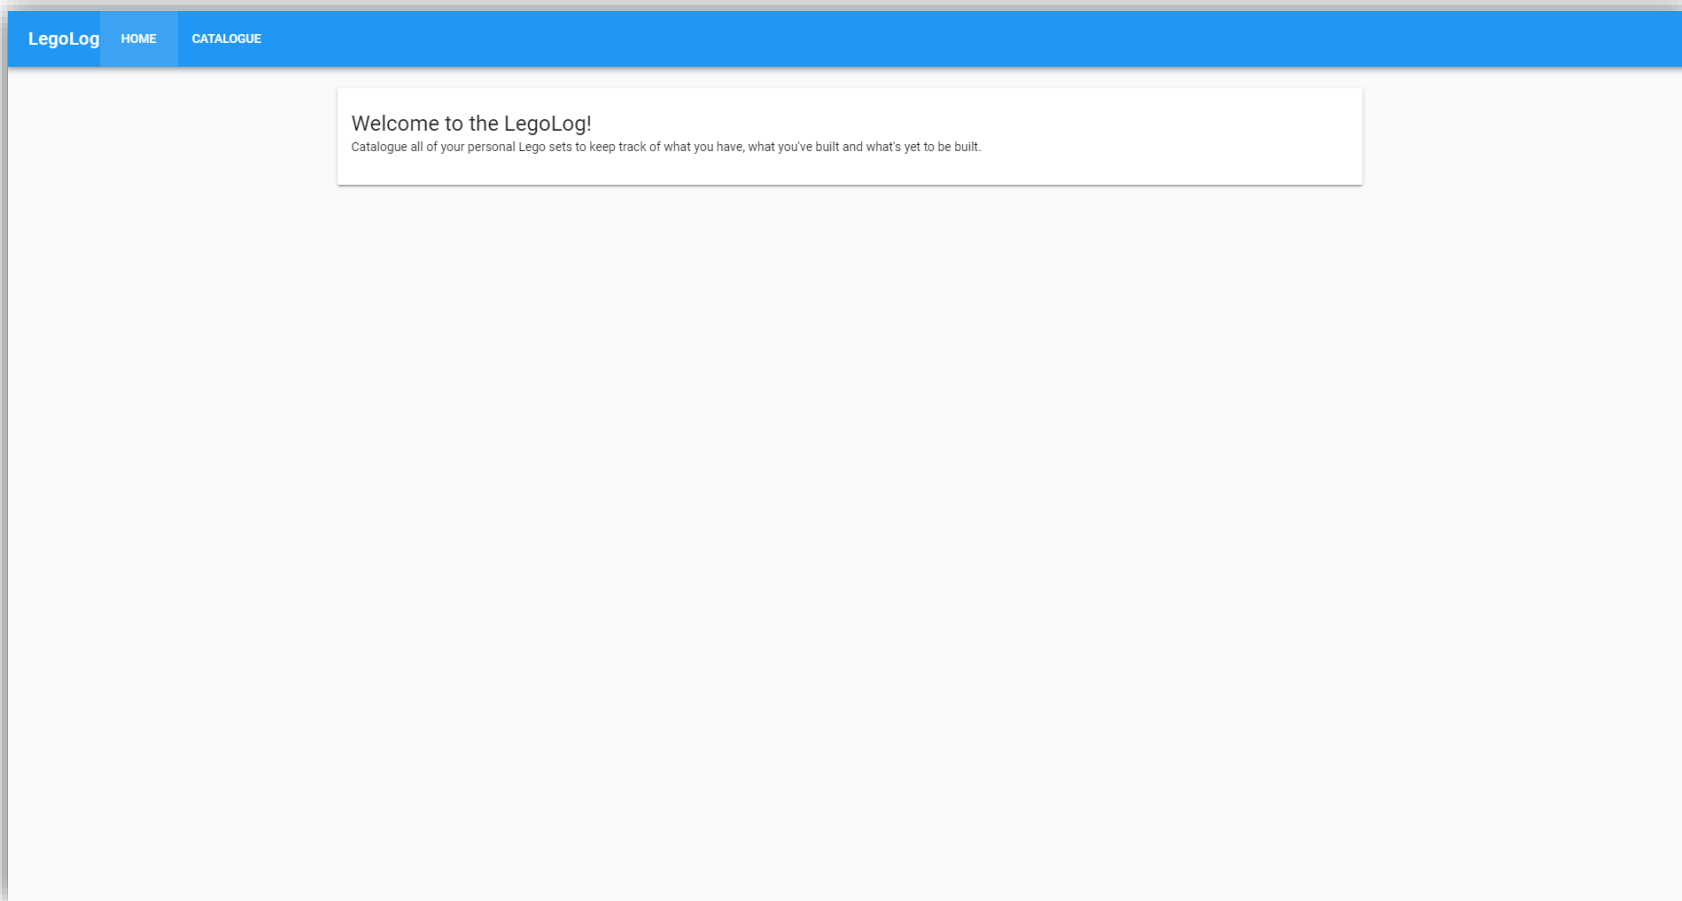 LegoLog HOME CATALOGUE
Welcome to the LegoLog!
Catalogue all of your personal Lego sets to keep track of what you have, what you've built and what's yet to be built.